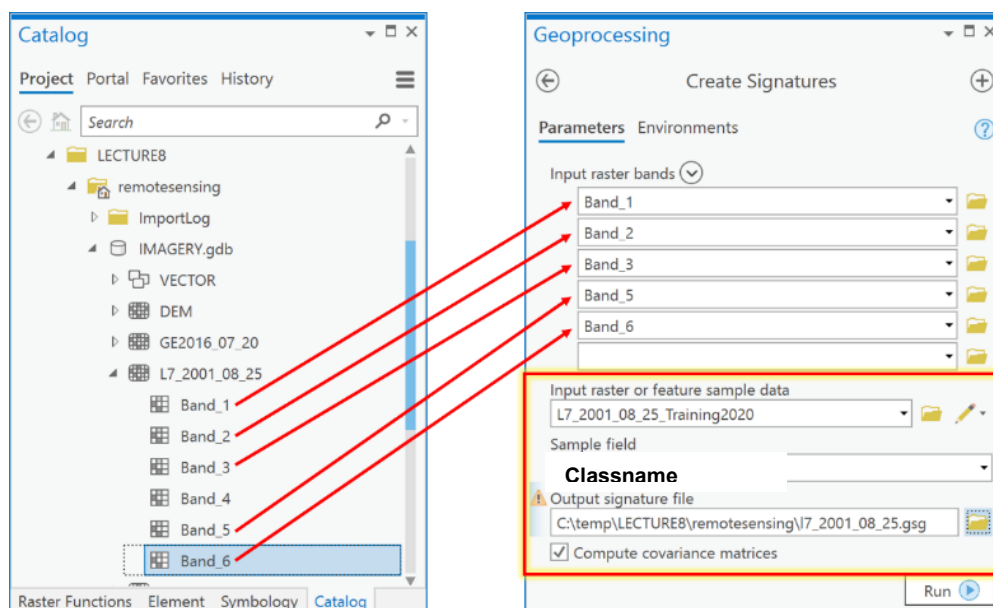 Catalog
Project Portal Favorites History
Search
LECTURE8
remotesensing
ImportLog
IMAGERY.gdb
VECTOR
DEM
GE2016_07_20
L7_2001_08_25
Band_1
Band_2
Band_3
Band_4
Band_5
Band_6
Raster Functions Element Symbology Catalog
Geoprocessing
Create Signatures
Parameters Environments
?
Input raster bands
Band_1
Band_2
Band_3
Band_5
Band_6
Input raster or feature sample data
L7_2001_08_25_Training2020
Sample field
Classname
Output signature file
C:\temp\LECTURE8\remotesensing\l7_2001_08_25.gsg
Compute covariance matrices
Run